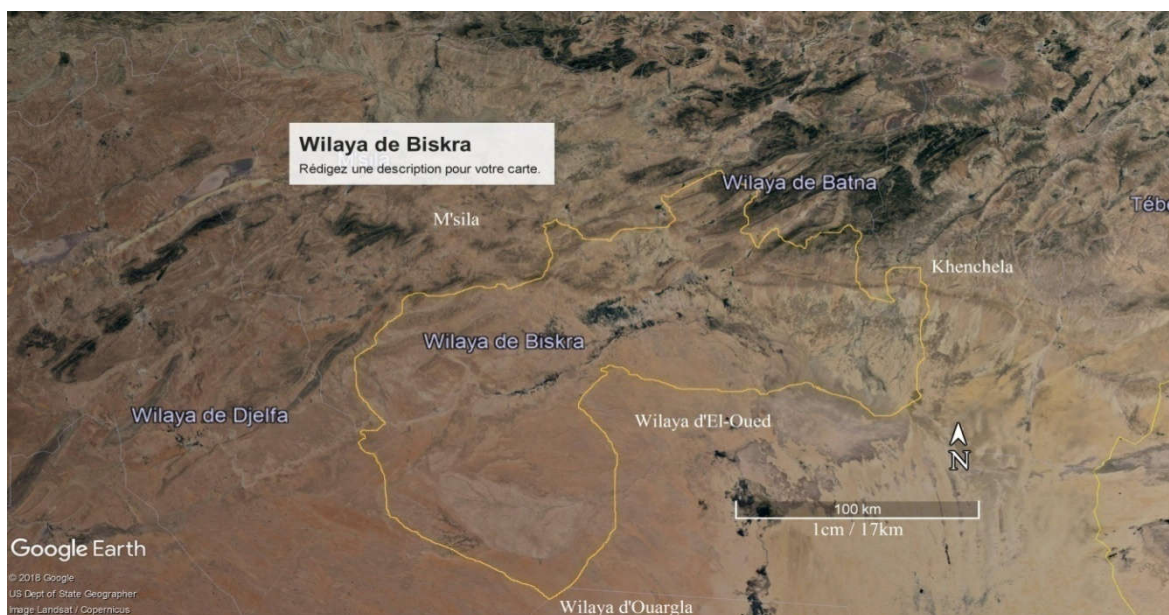 Wilaya de Biskra
Rédigez une description pour votre carte.
Wilaya de Batna
Tébe
M'sila
Khenchela
Wilaya de Biskra
Wilaya de Djelfa
Wilaya d'El-Oued
N
100 km
1cm / 17km
Google Earth
© 2018 Google
US Dept of State Geographer
Image Landsat / Copernicus
Wilaya d'Ouargla